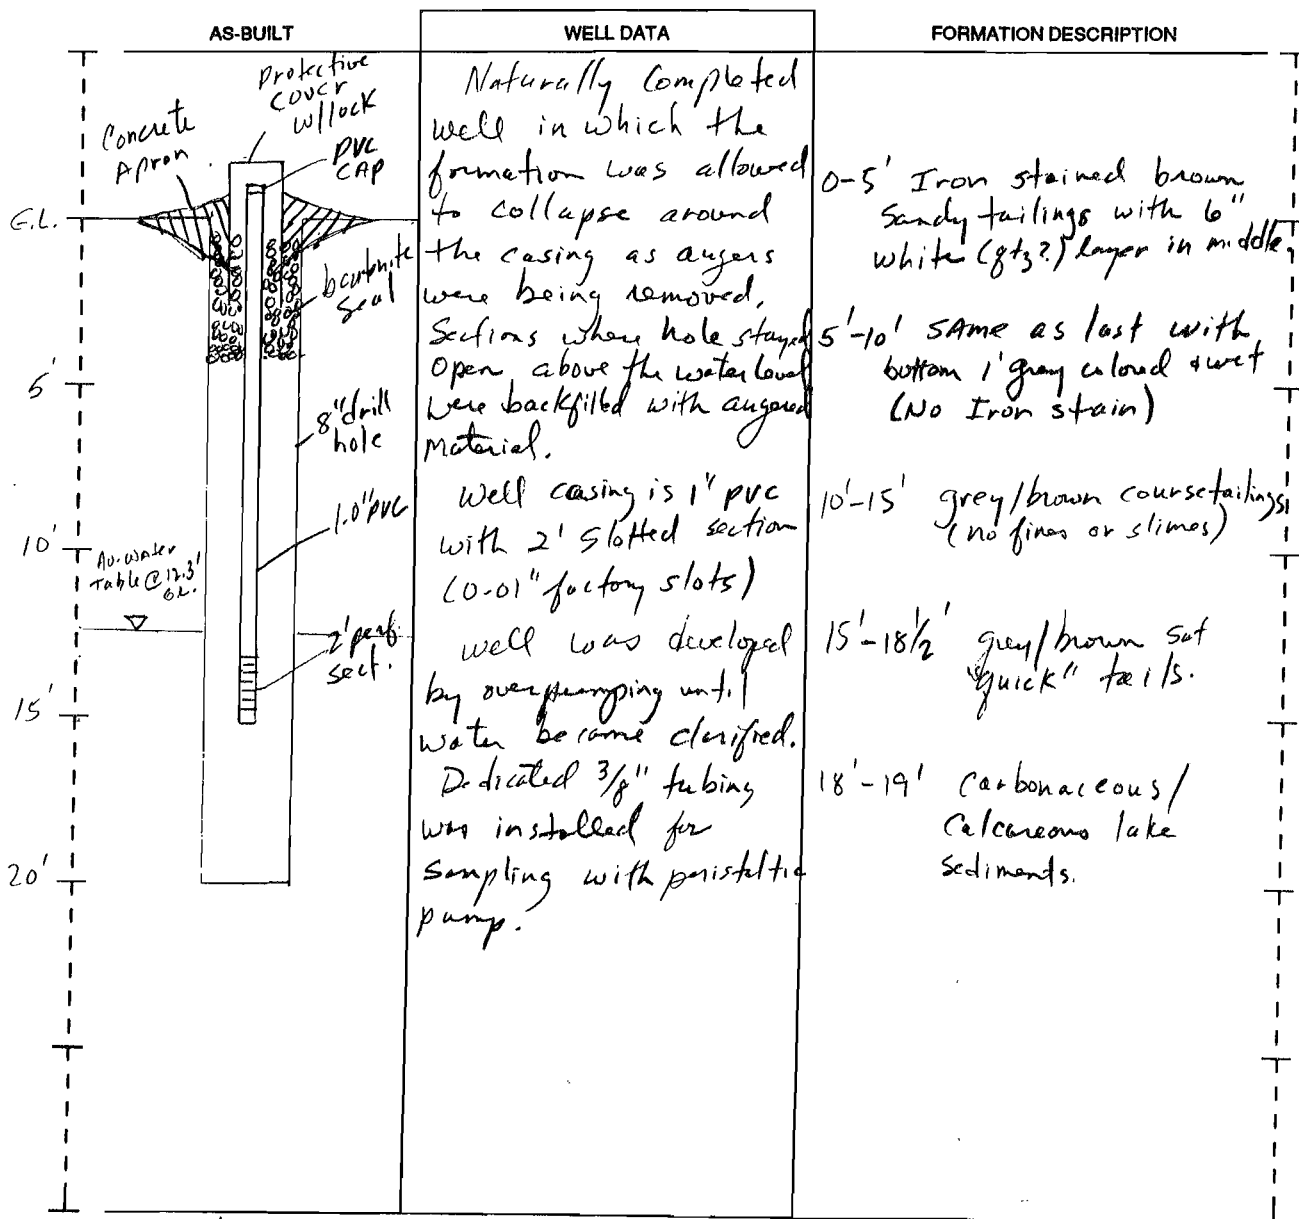 AS-BUILT
WELL DATA
FORMATION DESCRIPTION
Protective
cover
w/lock
Concrete
Apron
PVC
CAP
G.L.
bentonite
seal
5'
8" drill
hole
1.0" PVC
10'
Av. water
Table @ 12.3'
G.L.
2' perf.
sect.
15'
20'
Naturally Completed
well in which the
formation was allowed
to collapse around
the casing as augers
were being removed.
Sections where hole stayed
open above the water level
were backfilled with augered
material.
Well casing is 1" pvc
with 2' slotted section
(0.01" factory slots)
Well was developed
by overpumping until
water became clarified.
Dedicated 3/8" tubing
was installed for
sampling with peristaltic
pump.
0-5' Iron stained brown
Sandy tailings with 6"
white (qtz?) layer in middle
5'-10' SAME as last with
bottom 1' gray colored & wet
(No Iron stain)
10'-15' grey/brown course tailings
(no fines or slimes)
15'-18 1/2' grey/brown sat
"quick" tails.
18'-19' Carbonaceous/
Calcareous lake
sediments.